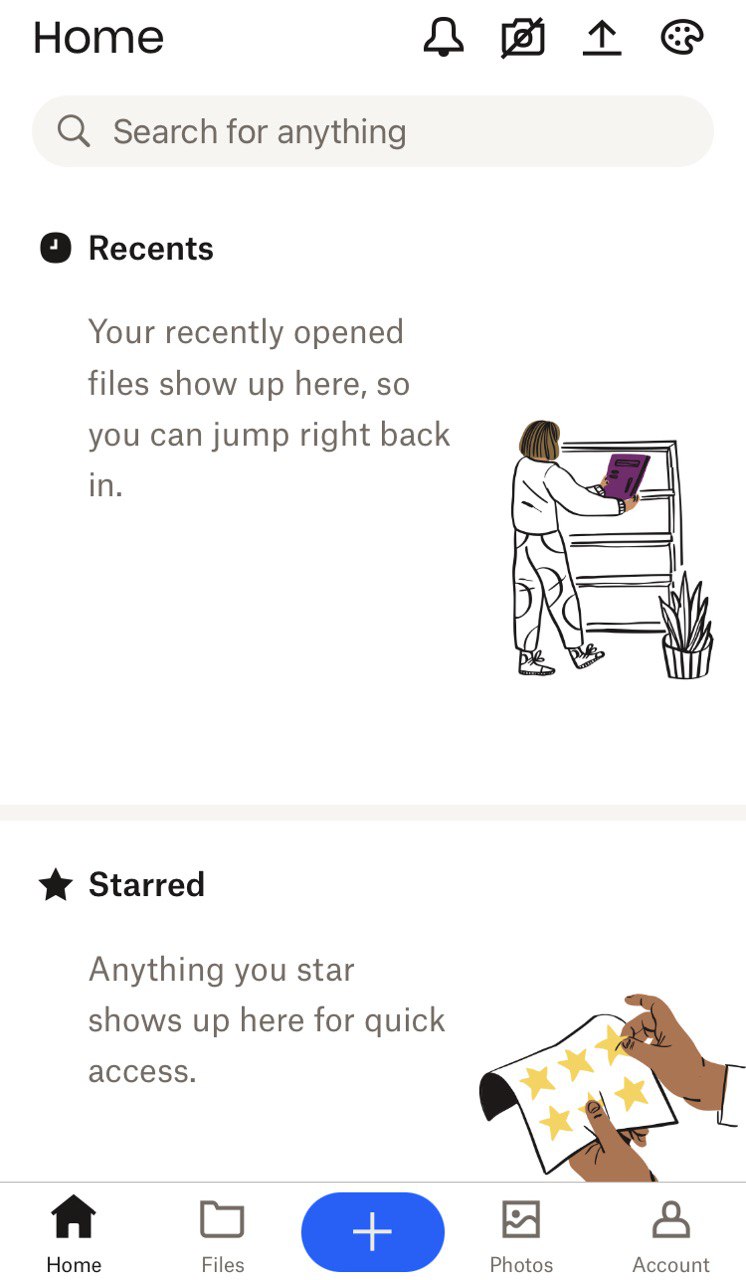 Home
Search for anything
Recents
Your recently opened
files show up here, so
you can jump right back
in.
Starred
Anything you star
shows up here for quick
access.
Home
Files
Photos
Account